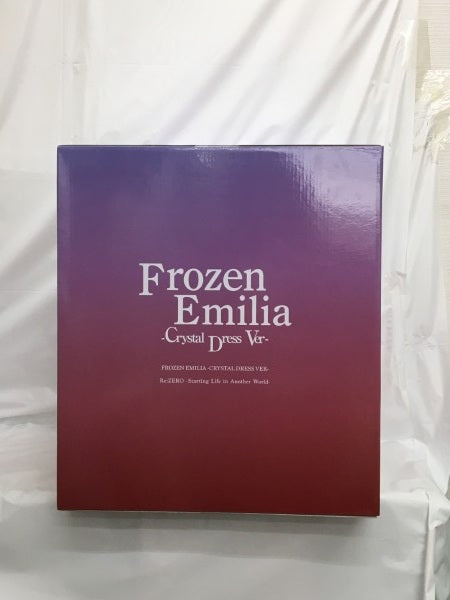 Frozen
Emilia
-Crystal Dress Ver-
FROZEN EMILIA -CRYSTAL DRESS VER-
Re:ZERO -Starting Life in Another World-